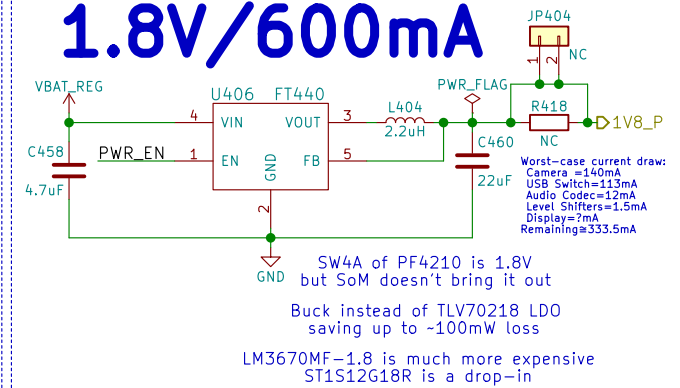 1.8V/600mA
JP404
1
2
NC
VBAT_REG
U406 FT440
PWR_FLAG
4 VIN
VOUT 3
L404
2.2uH
R418
NC
1V8_P
C458
4.7uF
PWR_EN
1 EN
GND
FB 5
2
C460
22uF
GND
Worst-case current draw:
Camera =140mA
USB Switch=113mA
Audio Codec=12mA
Level Shifters=1.5mA
Display=?mA
Remaining≅333.5mA
SW4A of PF4210 is 1.8V
but SoM doesn't bring it out
Buck instead of TLV70218 LDO
saving up to ~100mW loss
LM3670MF-1.8 is much more expensive
ST1S12G18R is a drop-in